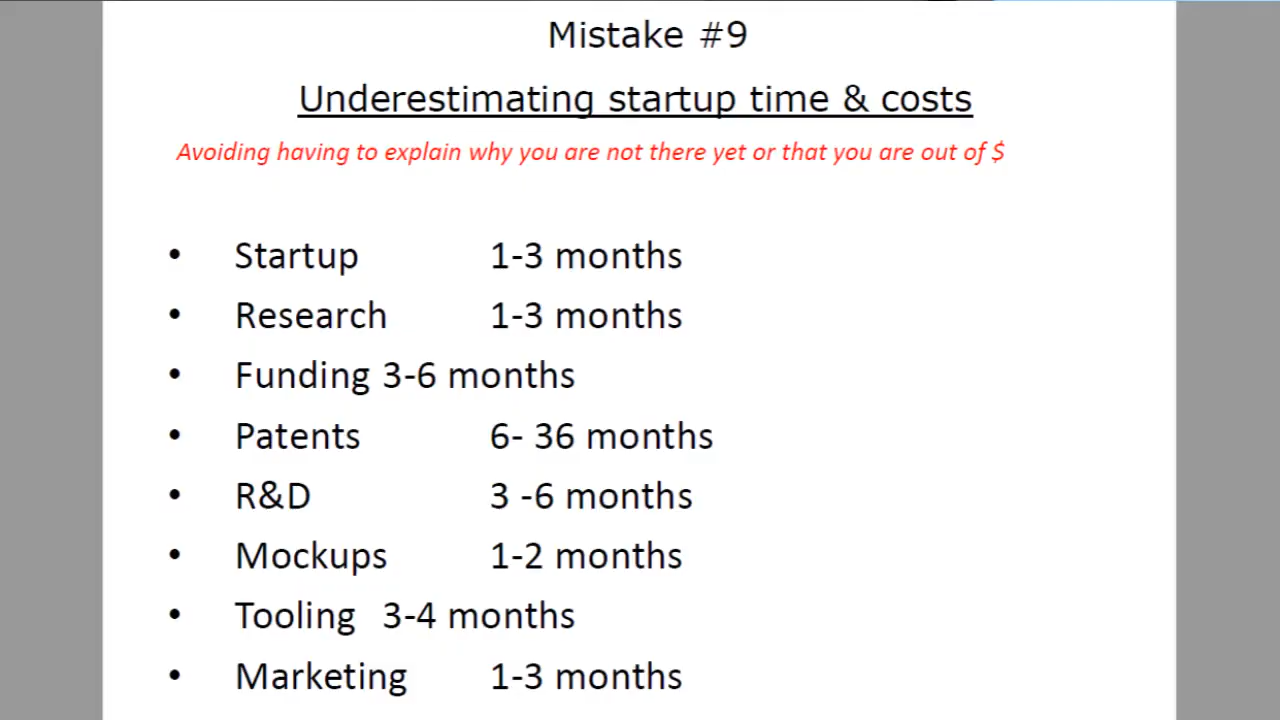 Mistake #9
Underestimating startup time & costs
Avoiding having to explain why you are not there yet or that you are out of $
• Startup 1-3 months
• Research 1-3 months
• Funding 3-6 months
• Patents 6- 36 months
• R&D 3 -6 months
• Mockups 1-2 months
• Tooling 3-4 months
• Marketing 1-3 months